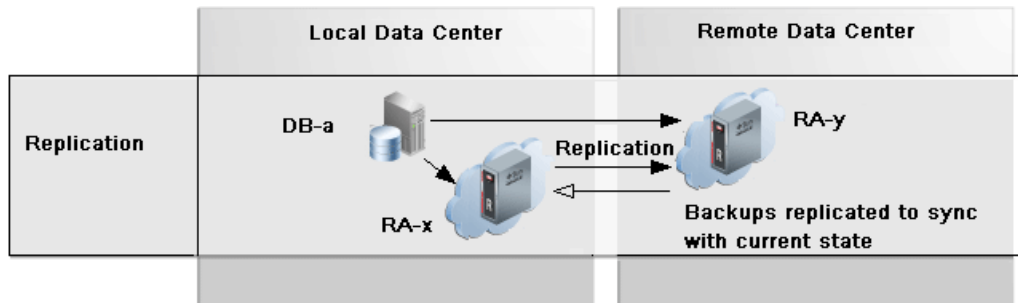 Local Data Center
Remote Data Center
Replication
DB-a
RA-y
Replication
RA-x
Backups replicated to sync
with current state